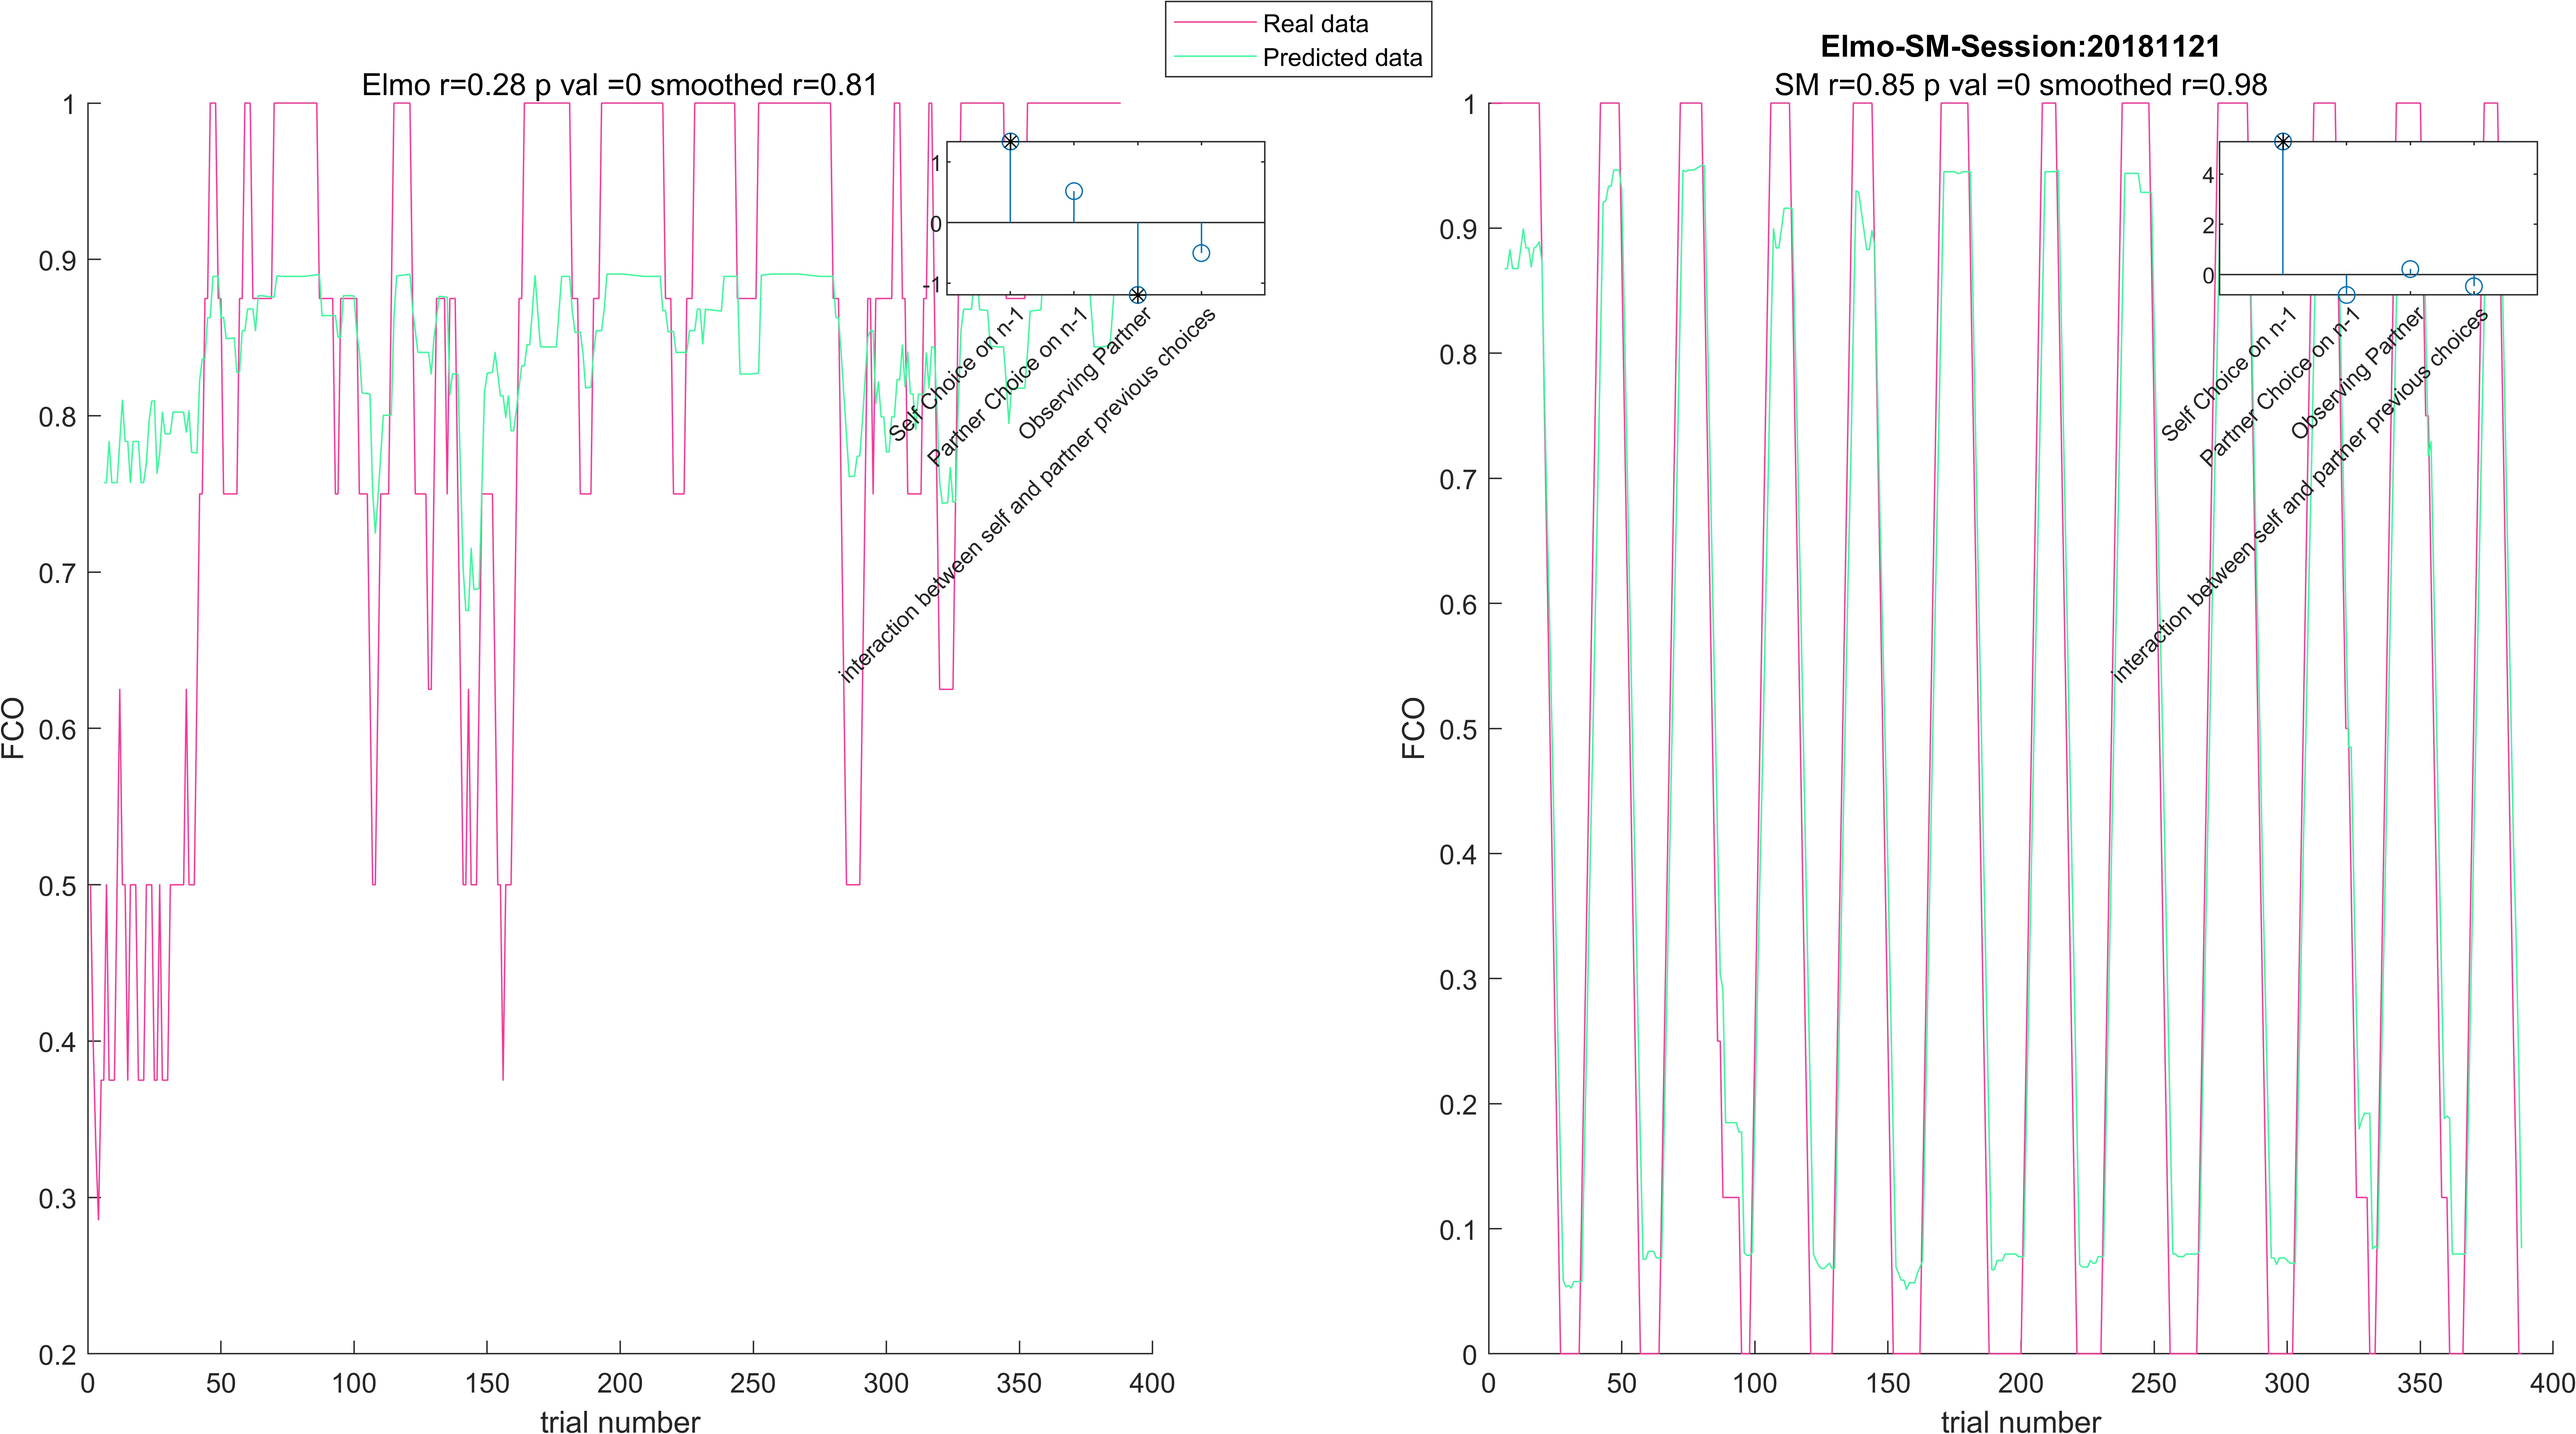 Real data
Predicted data
Elmo r=0.28 p val =0 smoothed r=0.81
1
0.9
0.8
0.7
0.6
0.5
0.4
0.3
0.2
FCO
0
50
100
150
200
250
300
350
400
trial number
1
0
-1
Self Choice on n-1
Partner Choice on n-1
Observing Partner
interaction between self and partner previous choices
Elmo-SM-Session:20181121
SM r=0.85 p val =0 smoothed r=0.98
1
0.9
0.8
0.7
0.6
0.5
0.4
0.3
0.2
0.1
0
FCO
0
50
100
150
200
250
300
350
400
trial number
4
2
0
Self Choice on n-1
Partner Choice on n-1
Observing Partner
interaction between self and partner previous choices